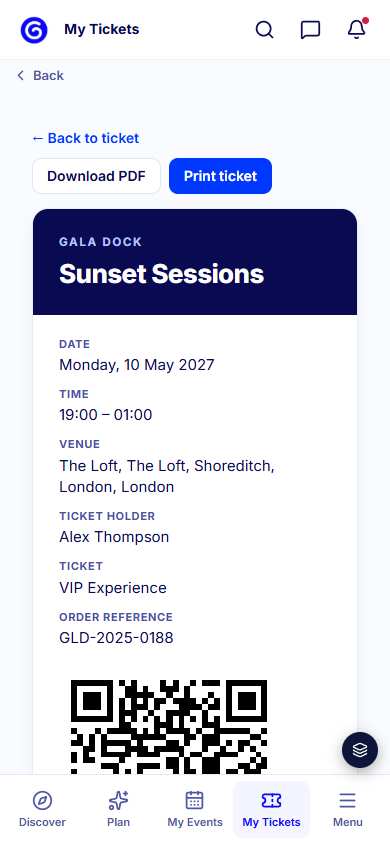 My Tickets
Back
← Back to ticket
Download PDF
Print ticket
GALA DOCK
Sunset Sessions
DATE
Monday, 10 May 2027
TIME
19:00 – 01:00
VENUE
The Loft, The Loft, Shoreditch,
London, London
TICKET HOLDER
Alex Thompson
TICKET
VIP Experience
ORDER REFERENCE
GLD-2025-0188
Discover
Plan
My Events
My Tickets
Menu